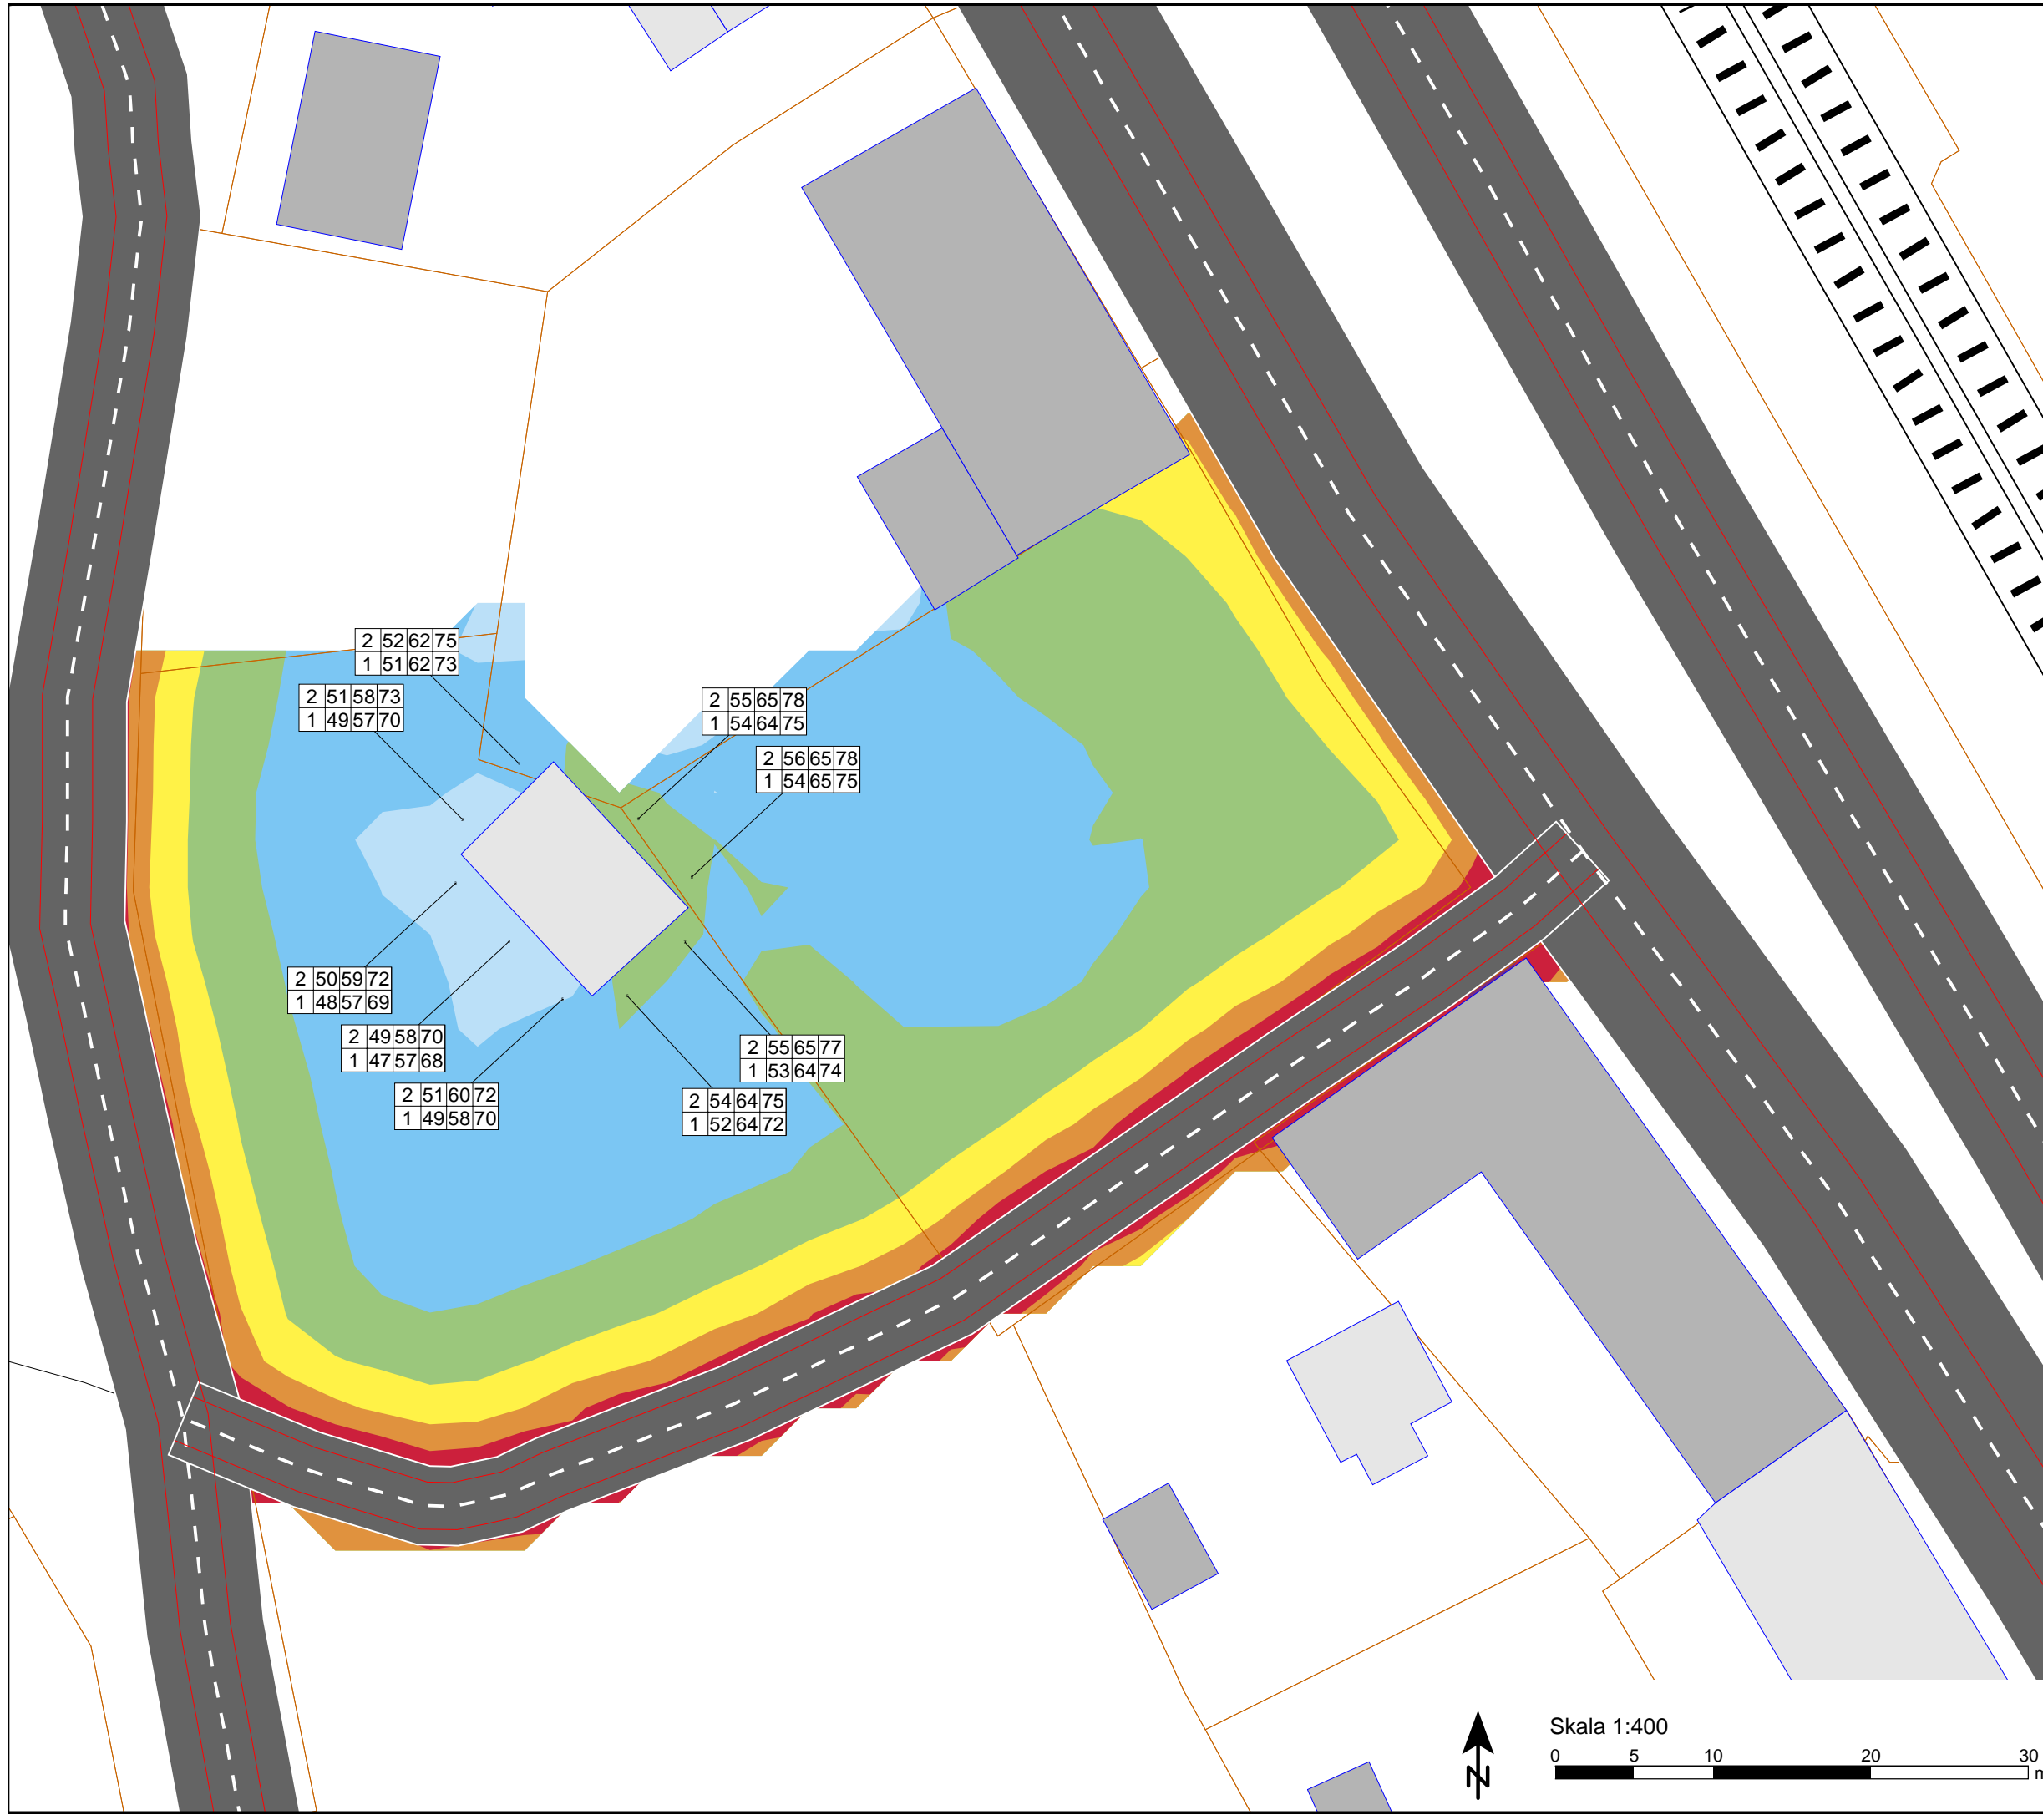 2 52 62 75
1 51 62 73
2 51 58 73
1 49 57 70
2 55 65 78
1 54 64 75
2 56 65 78
1 54 65 75
2 50 59 72
1 48 57 69
2 49 58 70
1 47 57 68
2 51 60 72
1 49 58 70
2 55 65 77
1 53 64 74
2 54 64 75
1 52 64 72
Skala 1:400
0 5 10 20 30
m
N